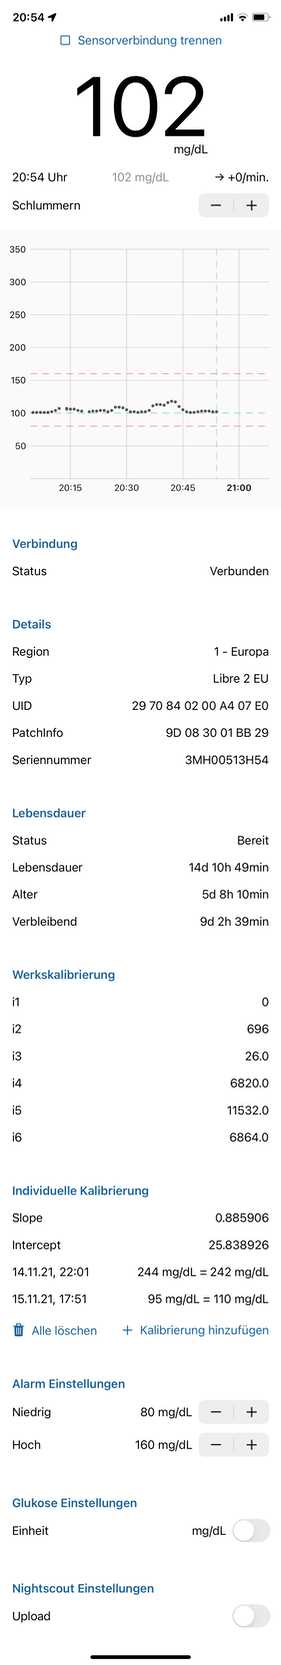 20:54
Sensorverbindung trennen
102
mg/dL
20:54 Uhr 102 mg/dL → +0/min.
Schlummern − +
350
300
250
200
150
100
50
20:15 20:30 20:45 21:00
Verbindung
Status Verbunden
Details
Region 1 - Europa
Typ Libre 2 EU
UID 29 70 84 02 00 A4 07 E0
PatchInfo 9D 08 30 01 BB 29
Seriennummer 3MH00513H54
Lebensdauer
Status Bereit
Lebensdauer 14d 10h 49min
Alter 5d 8h 10min
Verbleibend 9d 2h 39min
Werkskalibrierung
i1 0
i2 696
i3 26.0
i4 6820.0
i5 11532.0
i6 6864.0
Individuelle Kalibrierung
Slope 0.885906
Intercept 25.838926
14.11.21, 22:01 244 mg/dL = 242 mg/dL
15.11.21, 17:51 95 mg/dL = 110 mg/dL
Alle löschen + Kalibrierung hinzufügen
Alarm Einstellungen
Niedrig 80 mg/dL − +
Hoch 160 mg/dL − +
Glukose Einstellungen
Einheit mg/dL
Nightscout Einstellungen
Upload